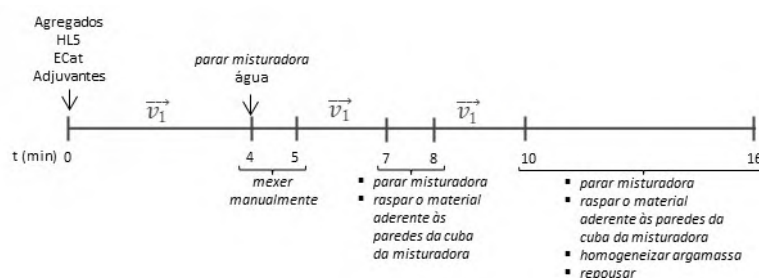 Agregados
HL5
ECat
Adjuvantes
parar misturadora
água
v₁
v₁
v₁
t (min) 0 4 5 7 8 10 16
mexer
manualmente
▪ parar misturadora
▪ raspar o material
aderente às
paredes da cuba
da misturadora
▪ parar misturadora
▪ raspar o material
aderente às paredes da
cuba da misturadora
▪ homogeneizar argamassa
▪ repousar